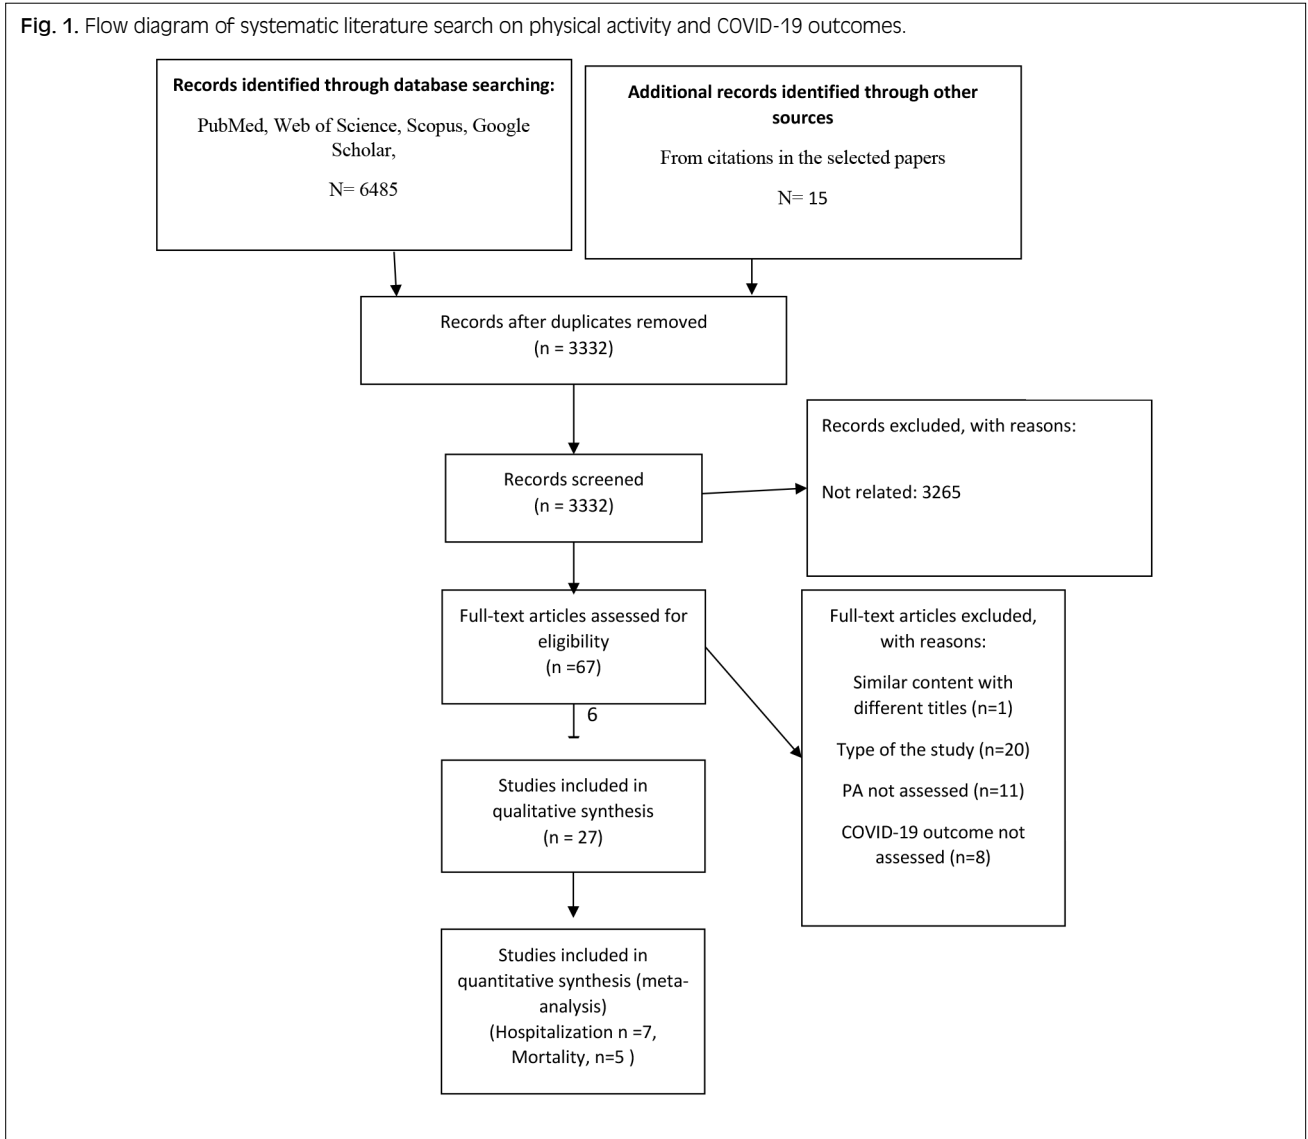 Fig. 1. Flow diagram of systematic literature search on physical activity and COVID-19 outcomes.
Records identified through database searching:
PubMed, Web of Science, Scopus, Google
Scholar,
N= 6485
Additional records identified through other
sources
From citations in the selected papers
N= 15
Records after duplicates removed
(n = 3332)
Records screened
(n = 3332)
Records excluded, with reasons:
Not related: 3265
Full-text articles assessed for
eligibility
(n =67)
6
Full-text articles excluded,
with reasons:
Similar content with
different titles (n=1)
Type of the study (n=20)
PA not assessed (n=11)
COVID-19 outcome not
assessed (n=8)
Studies included in
qualitative synthesis
(n = 27)
Studies included in
quantitative synthesis (meta-
analysis)
(Hospitalization n =7,
Mortality, n=5 )